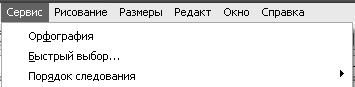 Сервис Рисование Размеры Редакт Окно Справка
Орфография
Быстрый выбор...
Порядок следования